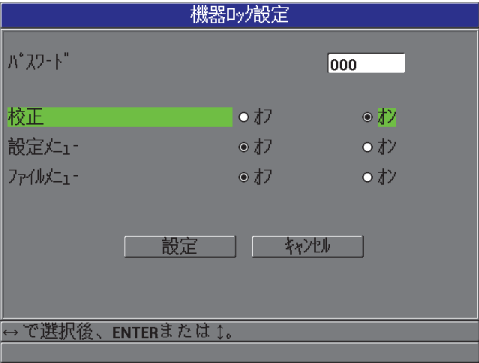 機器ﾛｯｸ設定
ﾊﾟｽﾜｰﾄﾞ 000
校正 ｵﾌ ｵﾝ
設定ﾒﾆｭｰ ｵﾌ ｵﾝ
ﾌｧｲﾙﾒﾆｭｰ ｵﾌ ｵﾝ
設定 ｷｬﾝｾﾙ
↔ で選択後、ENTERまたは↕。